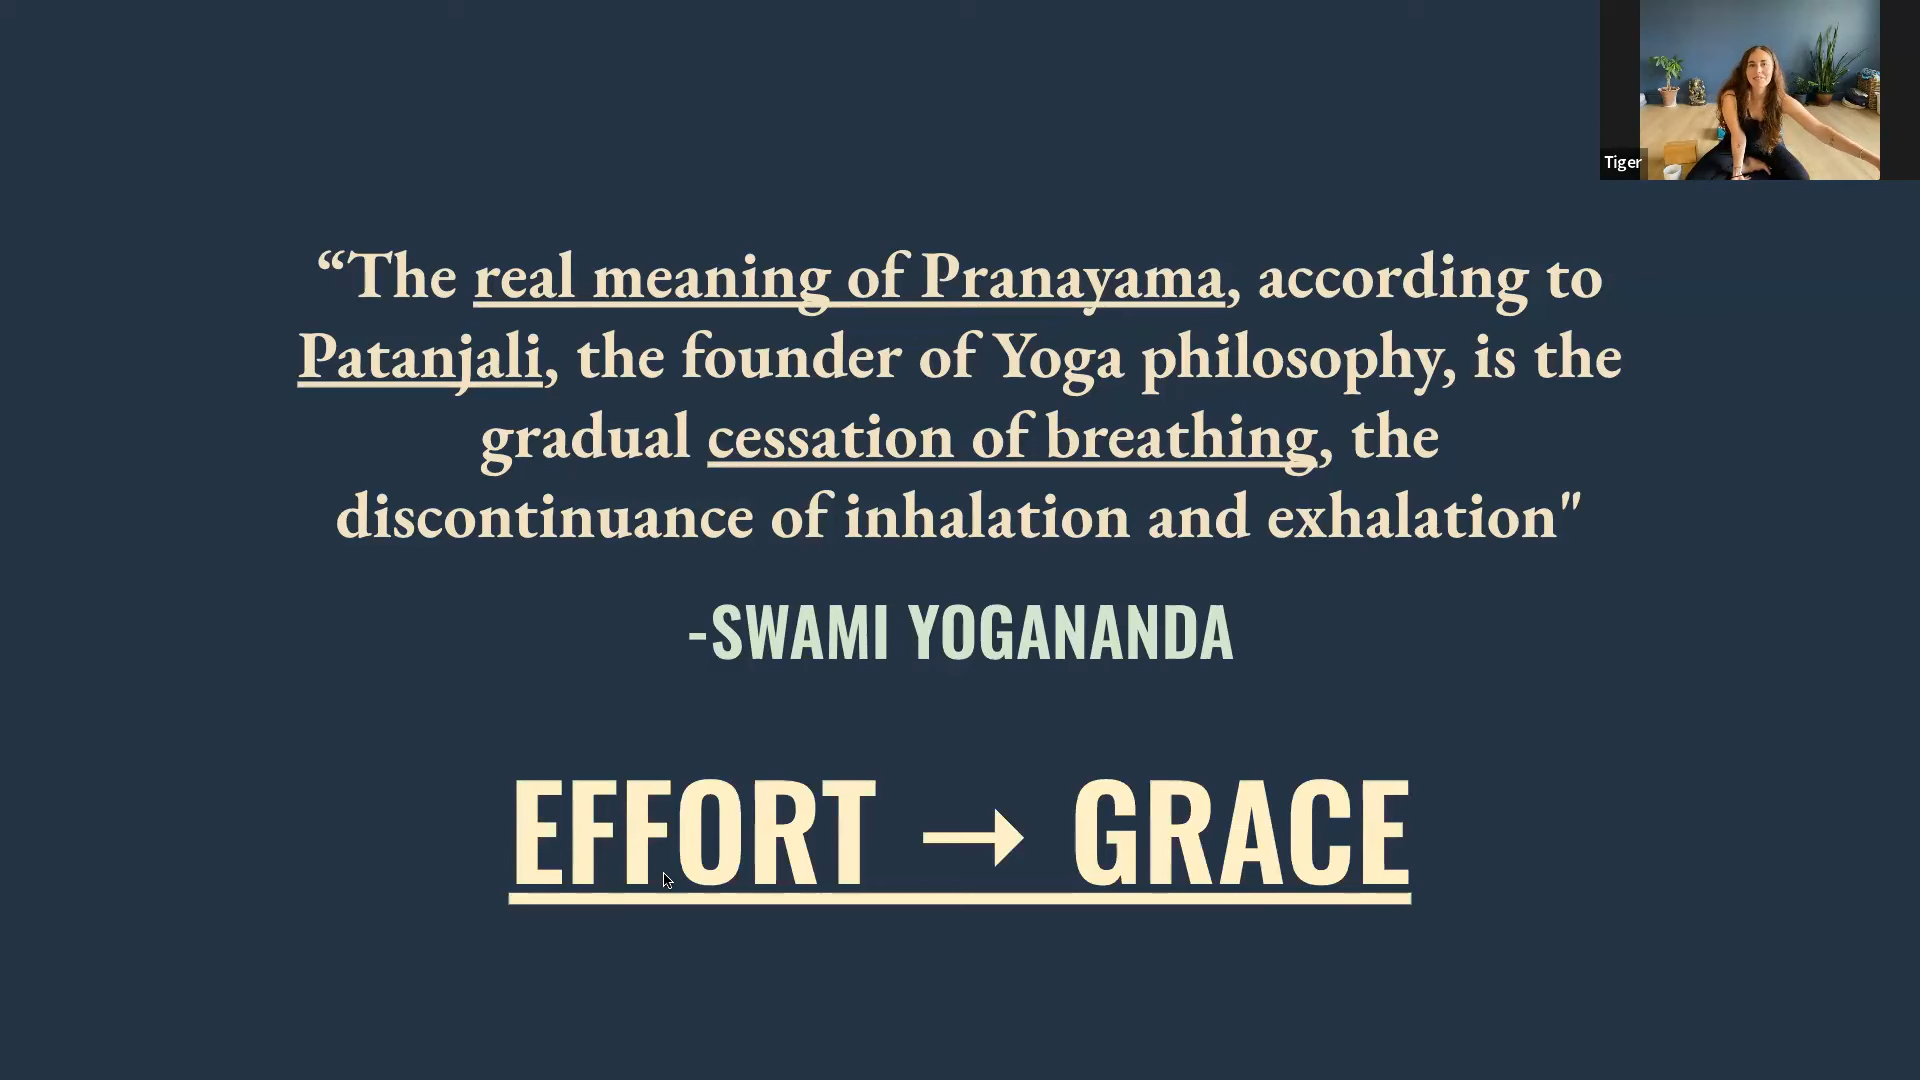 Tiger
“The real meaning of Pranayama, according to
Patanjali, the founder of Yoga philosophy, is the
gradual cessation of breathing, the
discontinuance of inhalation and exhalation"
-SWAMI YOGANANDA
EFFORT → GRACE